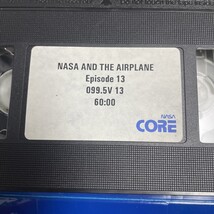 NASA AND THE AIRPLANE
Episode 13
099.5V 13
60:00
NASA
CORE